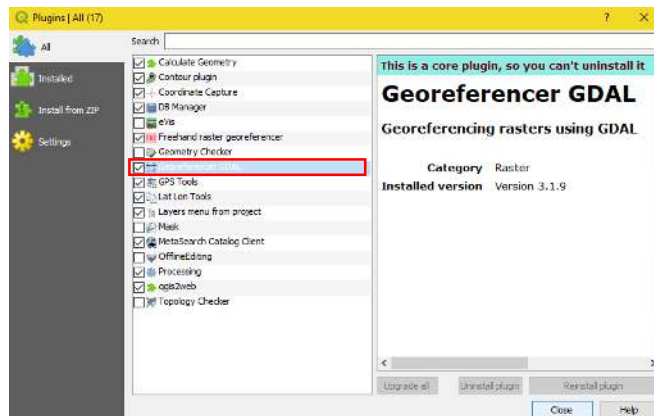 Plugins | All (17)
?
All
Installed
Install from ZIP
Settings
Search
Calculate Geometry
Contour plugin
Coordinate Capture
DB Manager
eVis
Freehand raster georeferencer
Geometry Checker
Georeferencer GDAL
GPS Tools
Lat Lon Tools
Layers menu from project
Mask
MetaSearch Catalog Client
OfflineEditing
Processing
qgis2web
Topology Checker
This is a core plugin, so you can't uninstall it
Georeferencer GDAL
Georeferencing rasters using GDAL
Category Raster
Installed version Version 3.1.9
Upgrade all Uninstall plugin Reinstall plugin
Close Help